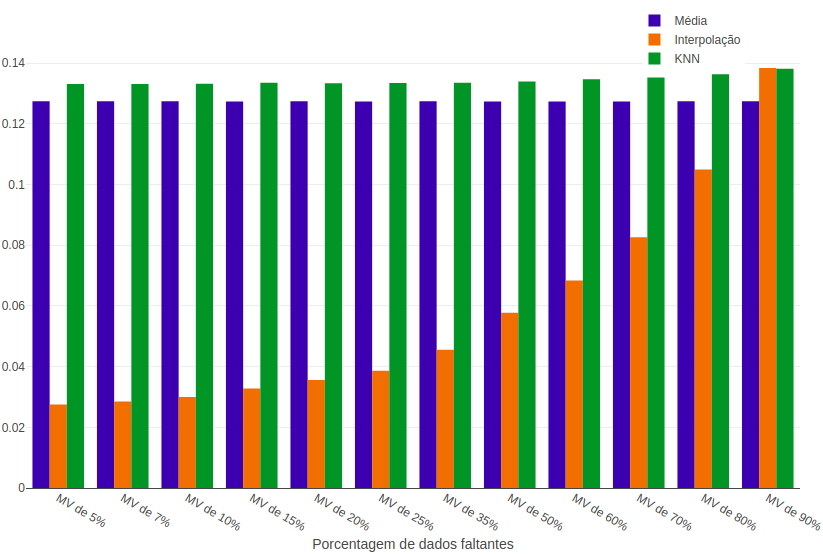 Média
Interpolação
KNN
0.14
0.12
0.1
0.08
0.06
0.04
0.02
0
MV de 5%
MV de 7%
MV de 10%
MV de 15%
MV de 20%
MV de 25%
MV de 35%
MV de 50%
MV de 60%
MV de 70%
MV de 80%
MV de 90%
Porcentagem de dados faltantes